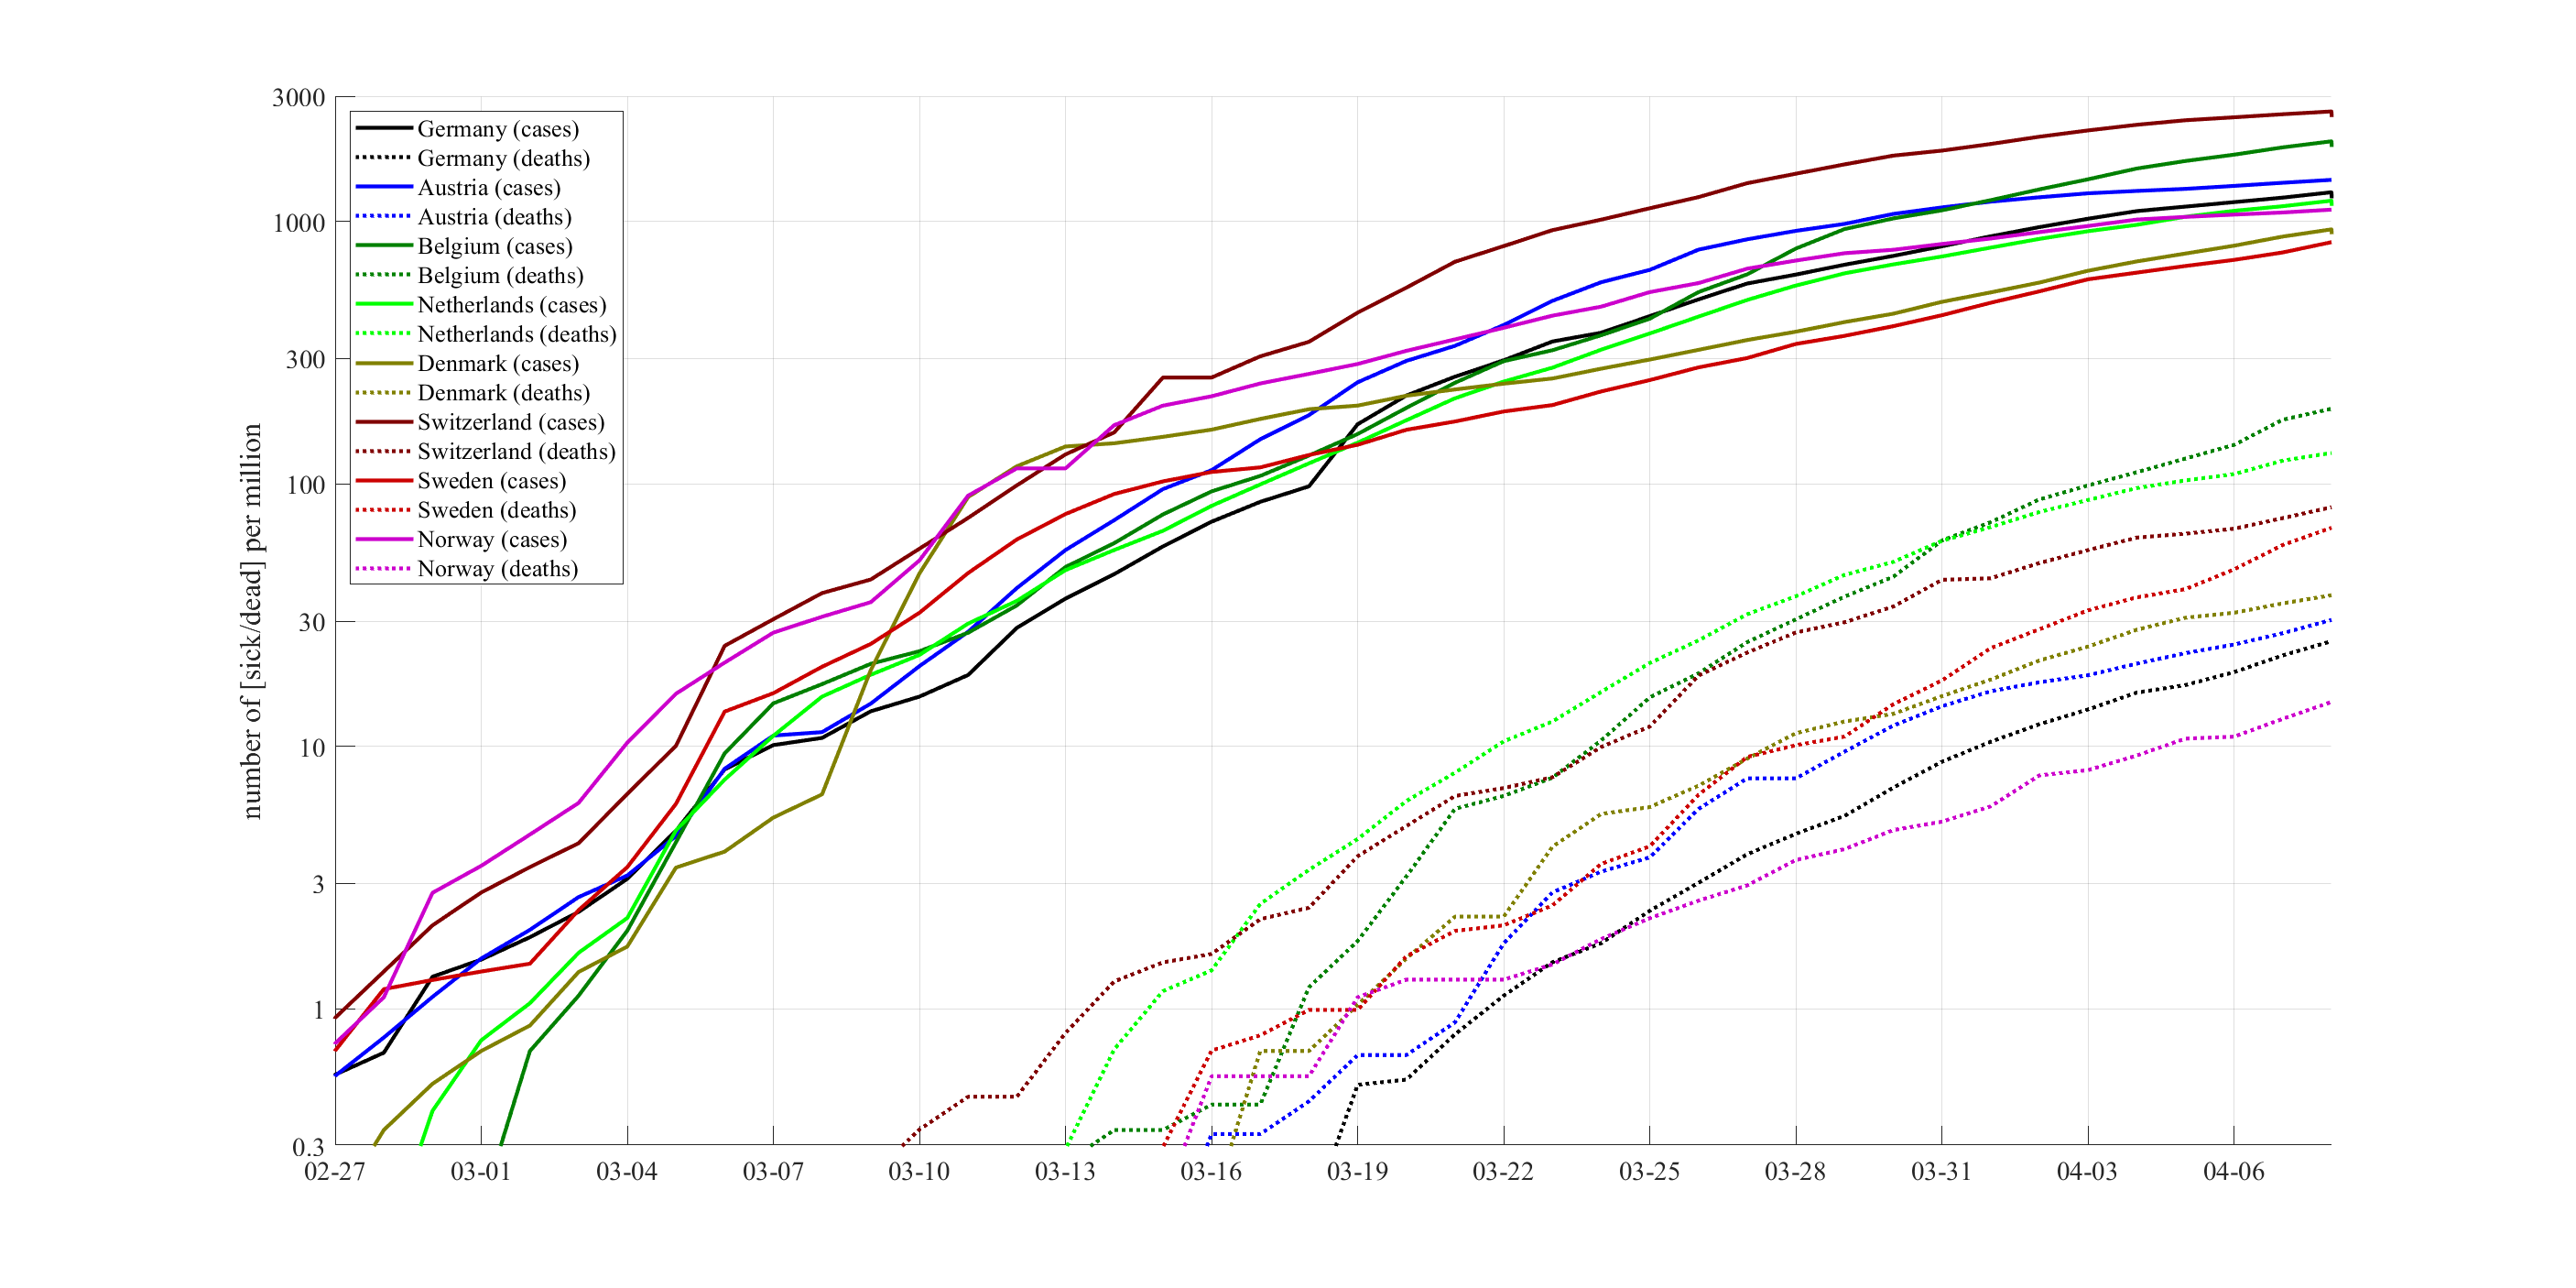 3000
1000
300
100
30
10
3
1
0.3
number of [sick/dead] per million
Germany (cases)
Germany (deaths)
Austria (cases)
Austria (deaths)
Belgium (cases)
Belgium (deaths)
Netherlands (cases)
Netherlands (deaths)
Denmark (cases)
Denmark (deaths)
Switzerland (cases)
Switzerland (deaths)
Sweden (cases)
Sweden (deaths)
Norway (cases)
Norway (deaths)
02-27 03-01 03-04 03-07 03-10 03-13 03-16 03-19 03-22 03-25 03-28 03-31 04-03 04-06